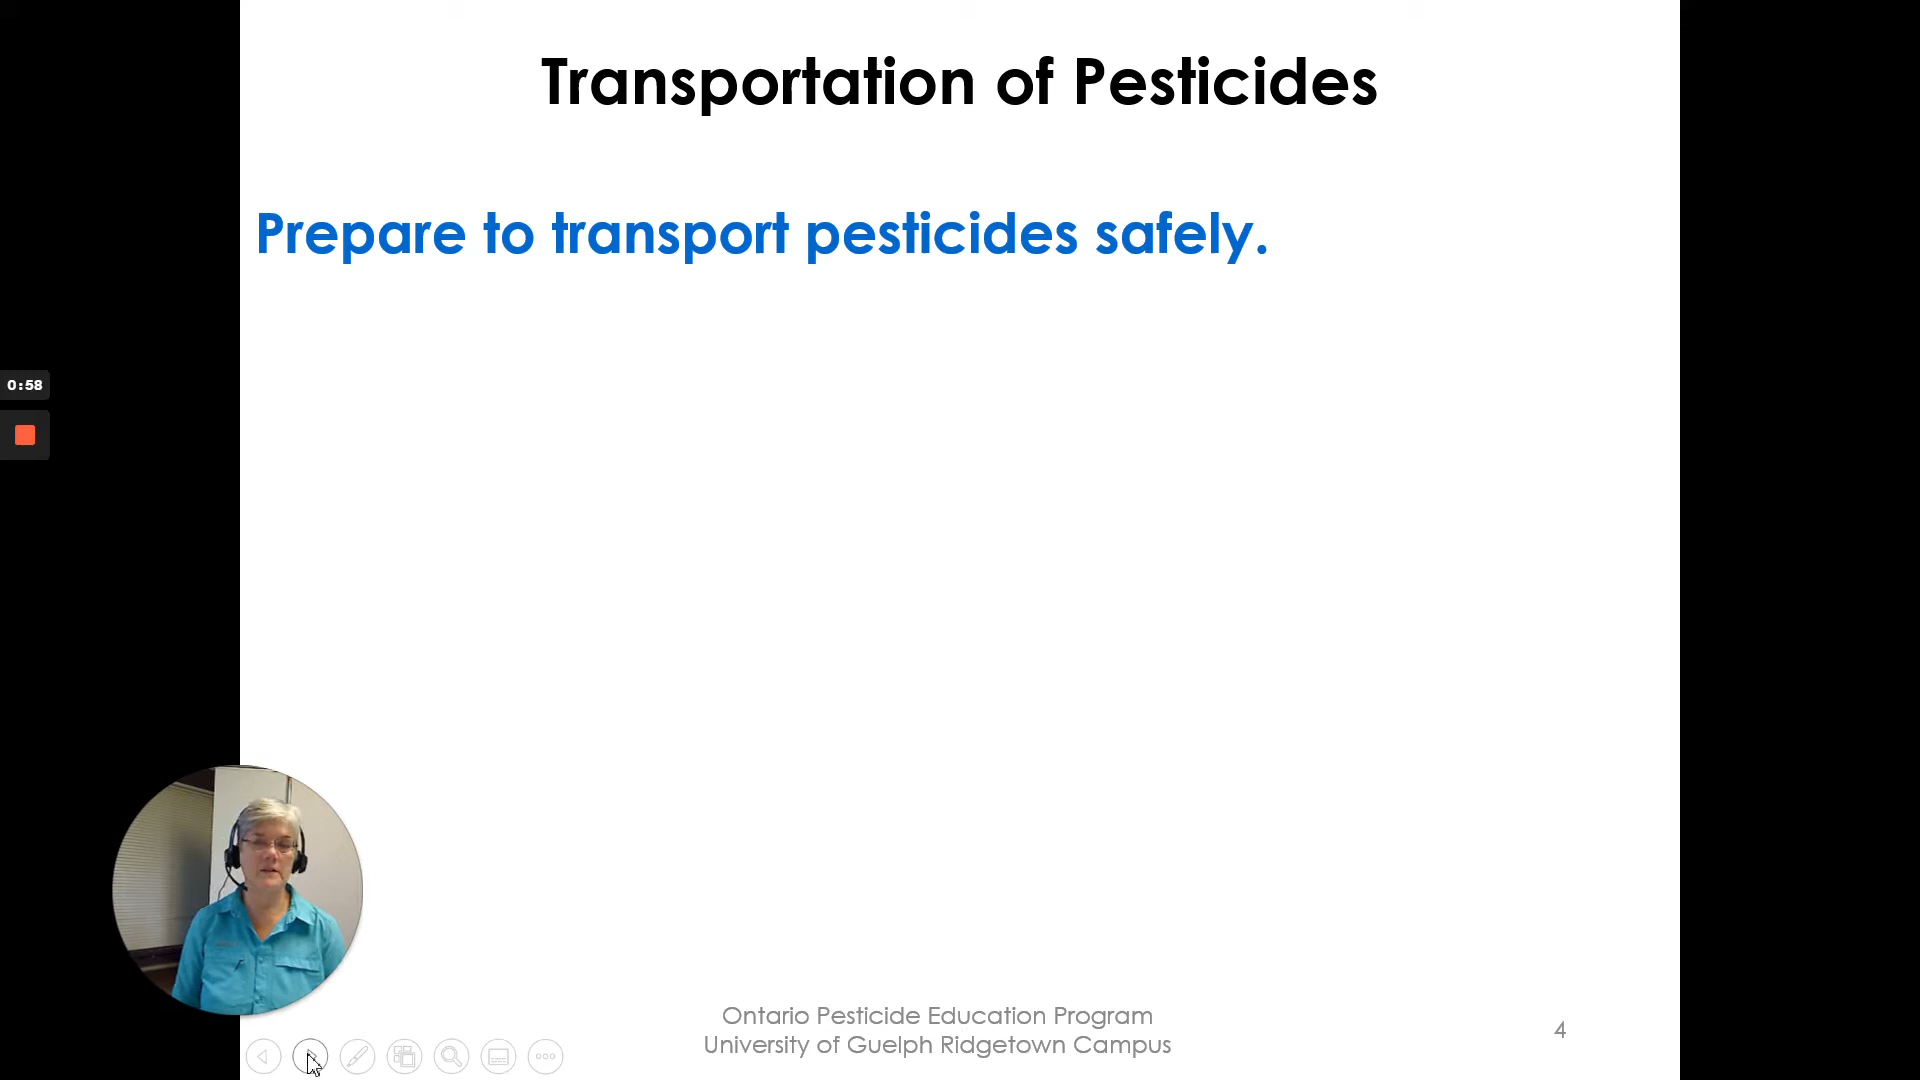 Transportation of Pesticides
Prepare to transport pesticides safely.
0:58
Ontario Pesticide Education Program
University of Guelph Ridgetown Campus
4